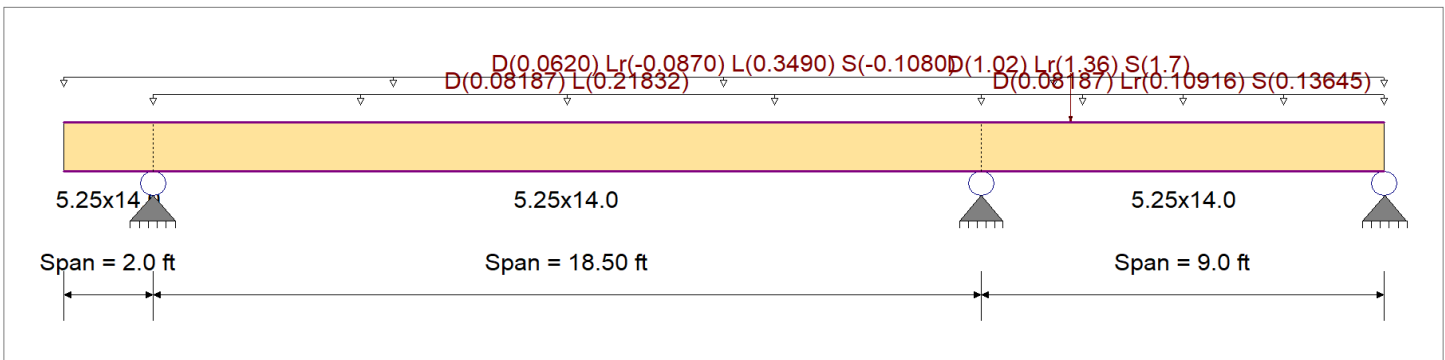 D(0.0620) Lr(-0.0870) L(0.3490) S(-0.1080)
D(1.02) Lr(1.36) S(1.7)
D(0.08187) L(0.21832)
D(0.08187) Lr(0.10916) S(0.13645)
5.25x14.0
5.25x14.0
5.25x14.0
Span = 2.0 ft
Span = 18.50 ft
Span = 9.0 ft